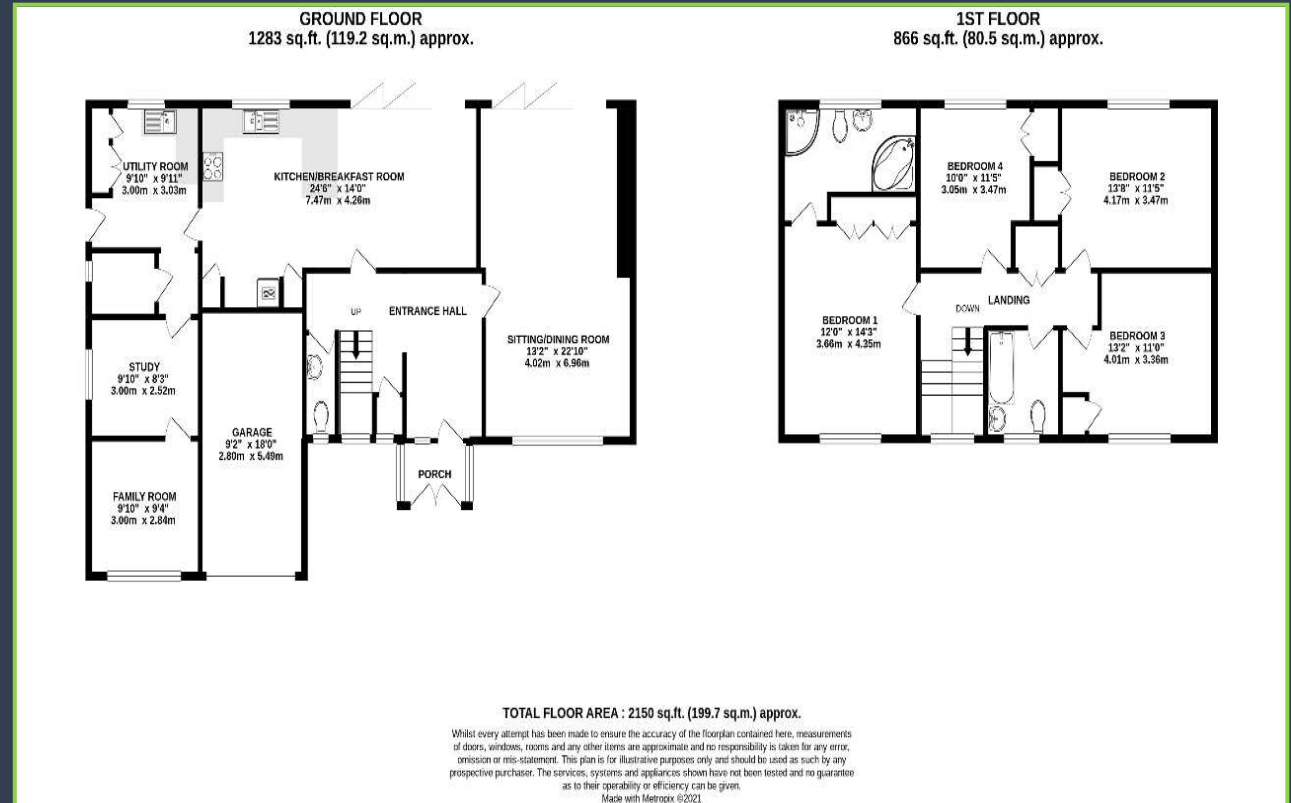 GROUND FLOOR
1283 sq.ft. (119.2 sq.m.) approx.
UTILITY ROOM
9'10" x 9'11"
3.00m x 3.03m
KITCHEN/BREAKFAST ROOM
24'6" x 14'0"
7.47m x 4.26m
UP
ENTRANCE HALL
SITTING/DINING ROOM
13'2" x 22'10"
4.02m x 6.96m
STUDY
9'10" x 8'3"
3.00m x 2.52m
GARAGE
9'2" x 18'0"
2.80m x 5.49m
PORCH
FAMILY ROOM
9'10" x 9'4"
3.00m x 2.84m
1ST FLOOR
866 sq.ft. (80.5 sq.m.) approx.
BEDROOM 4
10'0" x 11'5"
3.05m x 3.47m
BEDROOM 2
13'8" x 11'5"
4.17m x 3.47m
LANDING
DOWN
BEDROOM 1
12'0" x 14'3"
3.66m x 4.35m
BEDROOM 3
13'2" x 11'0"
4.01m x 3.36m
TOTAL FLOOR AREA : 2150 sq.ft. (199.7 sq.m.) approx.
Whilst every attempt has been made to ensure the accuracy of the floorplan contained here, measurements
of doors, windows, rooms and any other items are approximate and no responsibility is taken for any error,
omission or mis-statement. This plan is for illustrative purposes only and should be used as such by any
prospective purchaser. The services, systems and appliances shown have not been tested and no guarantee
as to their operability or efficiency can be given.
Made with Metropix ©2021